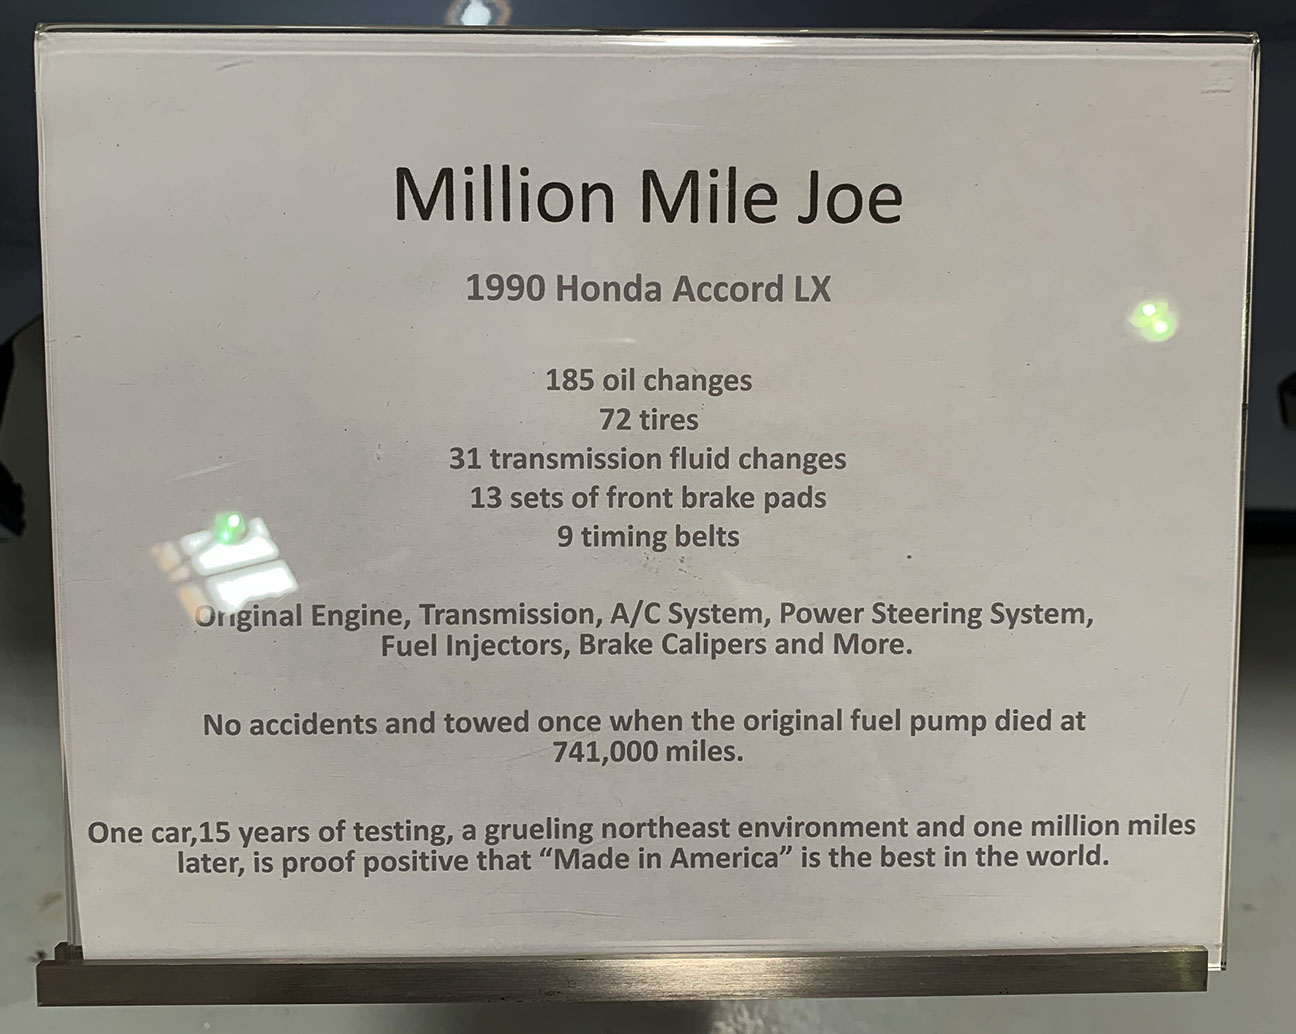 Million Mile Joe
1990 Honda Accord LX
185 oil changes
72 tires
31 transmission fluid changes
13 sets of front brake pads
9 timing belts
Original Engine, Transmission, A/C System, Power Steering System,
Fuel Injectors, Brake Calipers and More.
No accidents and towed once when the original fuel pump died at
741,000 miles.
One car,15 years of testing, a grueling northeast environment and one million miles
later, is proof positive that “Made in America” is the best in the world.